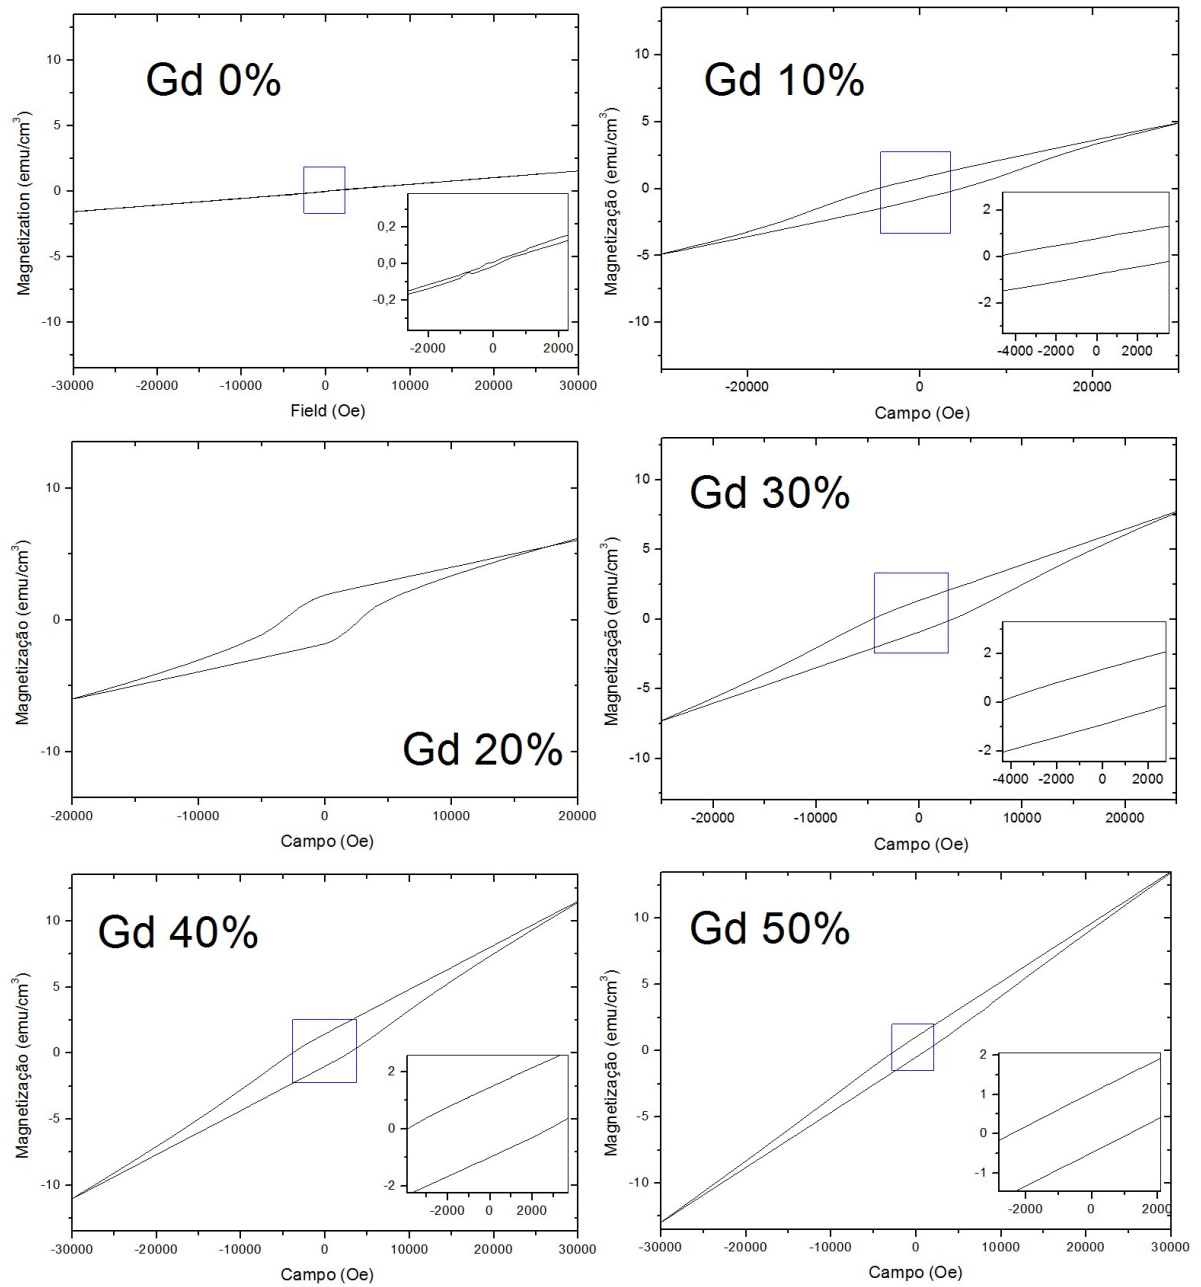 Gd 0%
Magnetization (emu/cm³)
10
5
0
-5
-10
0,2
0,0
-0,2
-2000 0 2000
-30000 -20000 -10000 0 10000 20000 30000
Field (Oe)
Gd 10%
Magnetização (emu/cm³)
10
5
0
-5
-10
2
0
-2
-4000 -2000 0 2000
-20000 0 20000
Campo (Oe)
Gd 20%
Magnetização (emu/cm³)
10
0
-10
-20000 -10000 0 10000 20000
Campo (Oe)
Gd 30%
Magnetização (emu/cm³)
10
5
0
-5
-10
2
0
-2
-4000 -2000 0 2000
-20000 -10000 0 10000 20000
Campo (Oe)
Gd 40%
Magnetização (emu/cm³)
10
5
0
-5
-10
2
0
-2
-2000 0 2000
-30000 -20000 -10000 0 10000 20000 30000
Campo (Oe)
Gd 50%
Magnetização (emu/cm³)
10
5
0
-5
-10
2
1
0
-1
-2000 0 2000
-30000 -20000 -10000 0 10000 20000 30000
Campo (Oe)